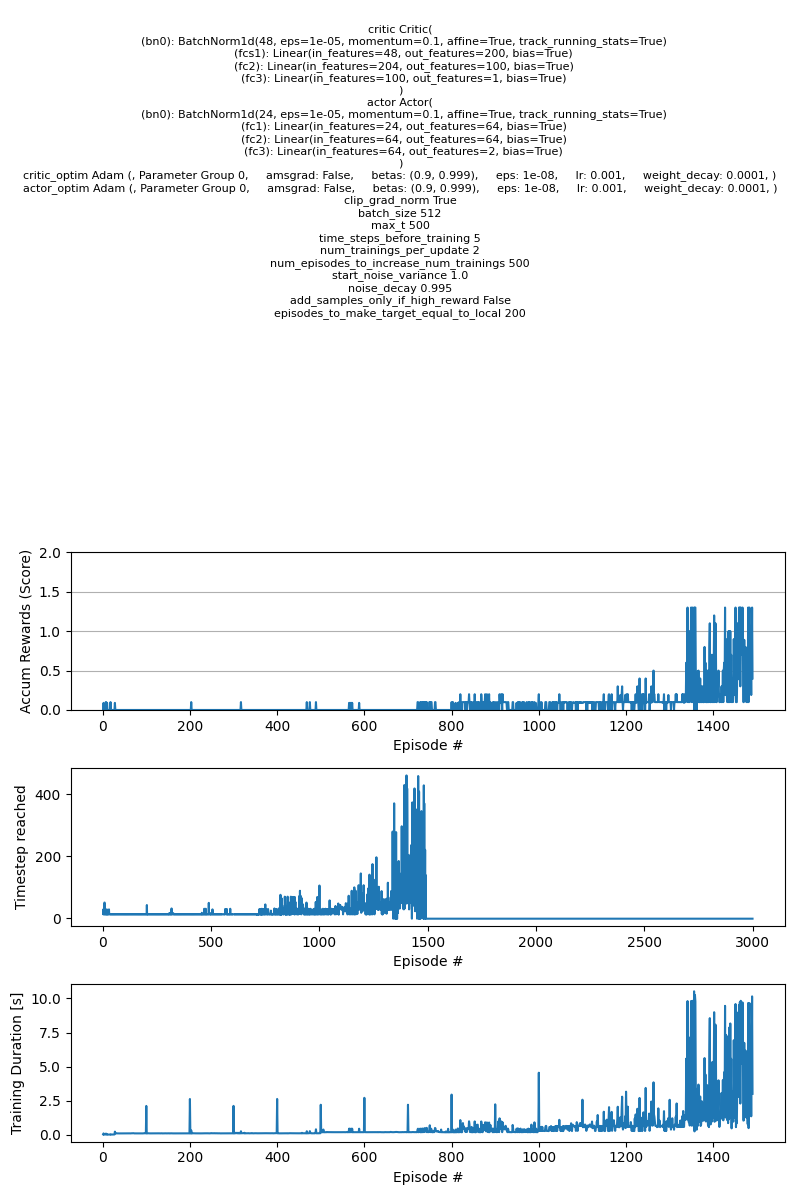 critic Critic(
(bn0): BatchNorm1d(48, eps=1e-05, momentum=0.1, affine=True, track_running_stats=True)
(fcs1): Linear(in_features=48, out_features=200, bias=True)
(fc2): Linear(in_features=204, out_features=100, bias=True)
(fc3): Linear(in_features=100, out_features=1, bias=True)
)
actor Actor(
(bn0): BatchNorm1d(24, eps=1e-05, momentum=0.1, affine=True, track_running_stats=True)
(fc1): Linear(in_features=24, out_features=64, bias=True)
(fc2): Linear(in_features=64, out_features=64, bias=True)
(fc3): Linear(in_features=64, out_features=2, bias=True)
)
critic_optim Adam (, Parameter Group 0, amsgrad: False, betas: (0.9, 0.999), eps: 1e-08, lr: 0.001, weight_decay: 0.0001, )
actor_optim Adam (, Parameter Group 0, amsgrad: False, betas: (0.9, 0.999), eps: 1e-08, lr: 0.001, weight_decay: 0.0001, )
clip_grad_norm True
batch_size 512
max_t 500
time_steps_before_training 5
num_trainings_per_update 2
num_episodes_to_increase_num_trainings 500
start_noise_variance 1.0
noise_decay 0.995
add_samples_only_if_high_reward False
episodes_to_make_target_equal_to_local 200
Accum Rewards (Score)
2.0
1.5
1.0
0.5
0.0
0 200 400 600 800 1000 1200 1400
Episode #
Timestep reached
400
200
0
0 500 1000 1500 2000 2500 3000
Episode #
Training Duration [s]
10.0
7.5
5.0
2.5
0.0
0 200 400 600 800 1000 1200 1400
Episode #